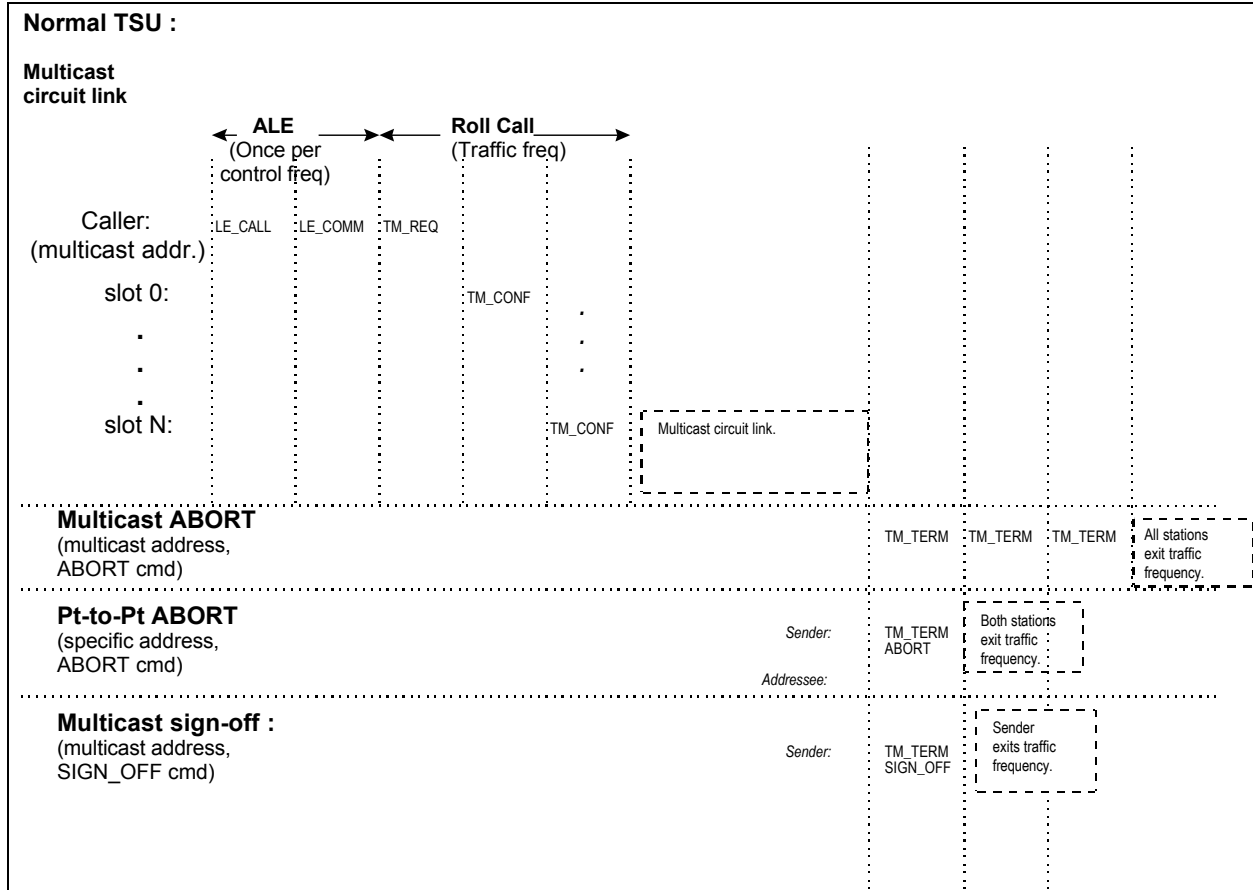 Normal TSU :
Multicast
circuit link
ALE
(Once per
control freq)
Roll Call
(Traffic freq)
Caller:
(multicast addr.)
LE_CALL
LE_COMM
TM_REQ
slot 0:
TM_CONF
.
.
.
.
.
.
slot N:
TM_CONF
Multicast circuit link.
Multicast ABORT
(multicast address,
ABORT cmd)
TM_TERM
TM_TERM
TM_TERM
All stations
exit traffic
frequency.
Pt-to-Pt ABORT
(specific address,
ABORT cmd)
Sender:
TM_TERM
ABORT
Both stations
exit traffic
frequency.
Addressee:
Multicast sign-off :
(multicast address,
SIGN_OFF cmd)
Sender:
TM_TERM
SIGN_OFF
Sender
exits traffic
frequency.